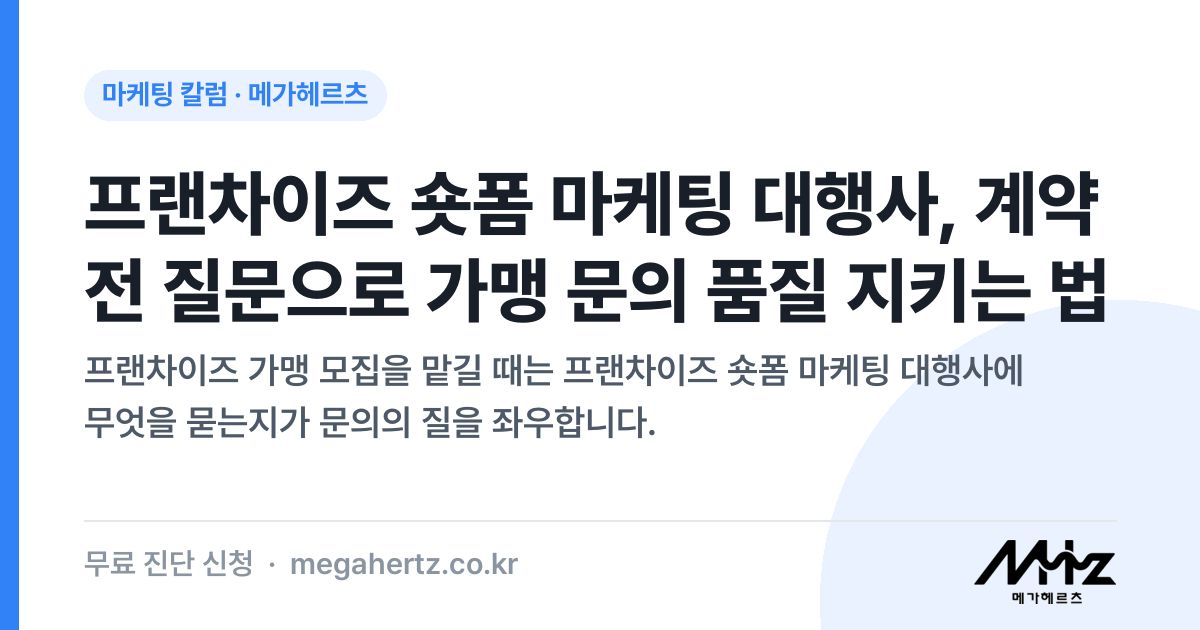 마케팅 칼럼 · 메가헤르츠
프랜차이즈 숏폼 마케팅 대행사, 계약
전 질문으로 가맹 문의 품질 지키는 법
프랜차이즈 가맹 모집을 맡길 때는 프랜차이즈 숏폼 마케팅 대행사에
무엇을 묻는지가 문의의 질을 좌우합니다.
무료 진단 신청 · megahertz.co.kr
MHz
메가헤르츠